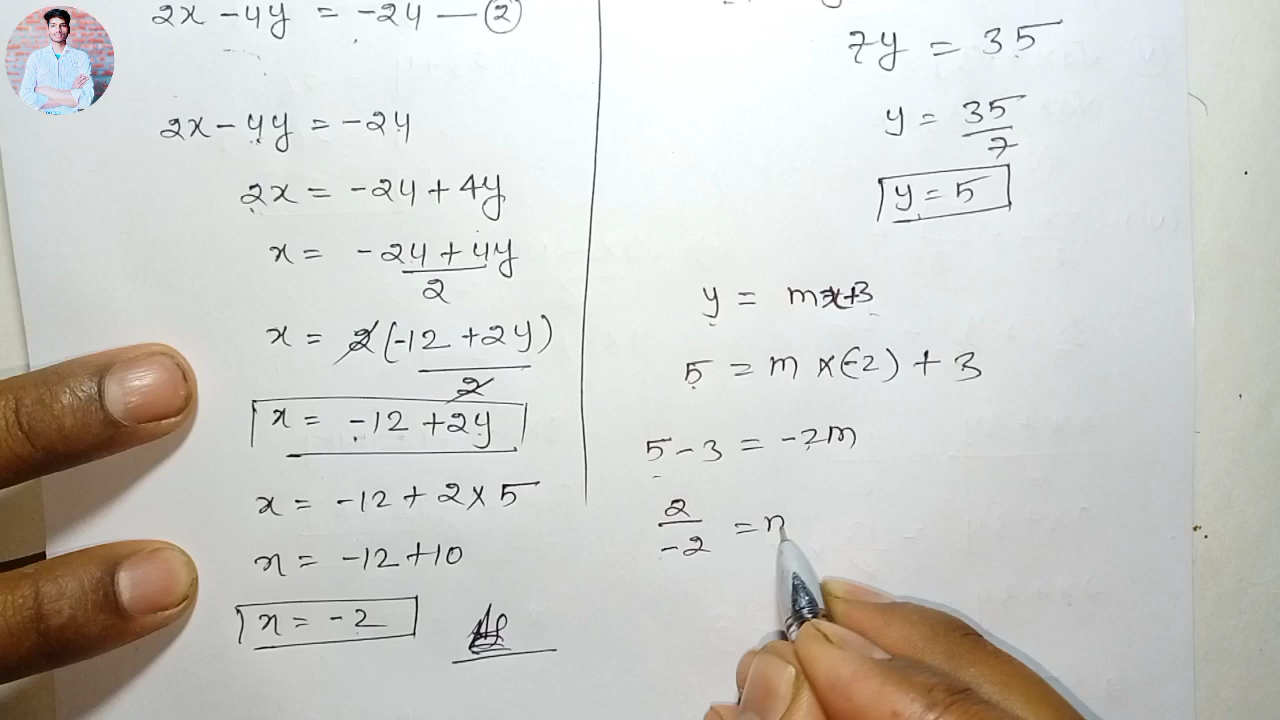 2x - 4y = -24 — ②
2x - 4y = -24
2x = -24 + 4y
x = -24 + 4y
2
x = 2(-12 + 2y)
2
x = -12 + 2y
x = -12 + 2 × 5
x = -12 + 10
x = -2
7y = 35
y = 35
7
y = 5
y = mx+3
5 = m × (-2) + 3
5 - 3 = -2m
2
-2
=